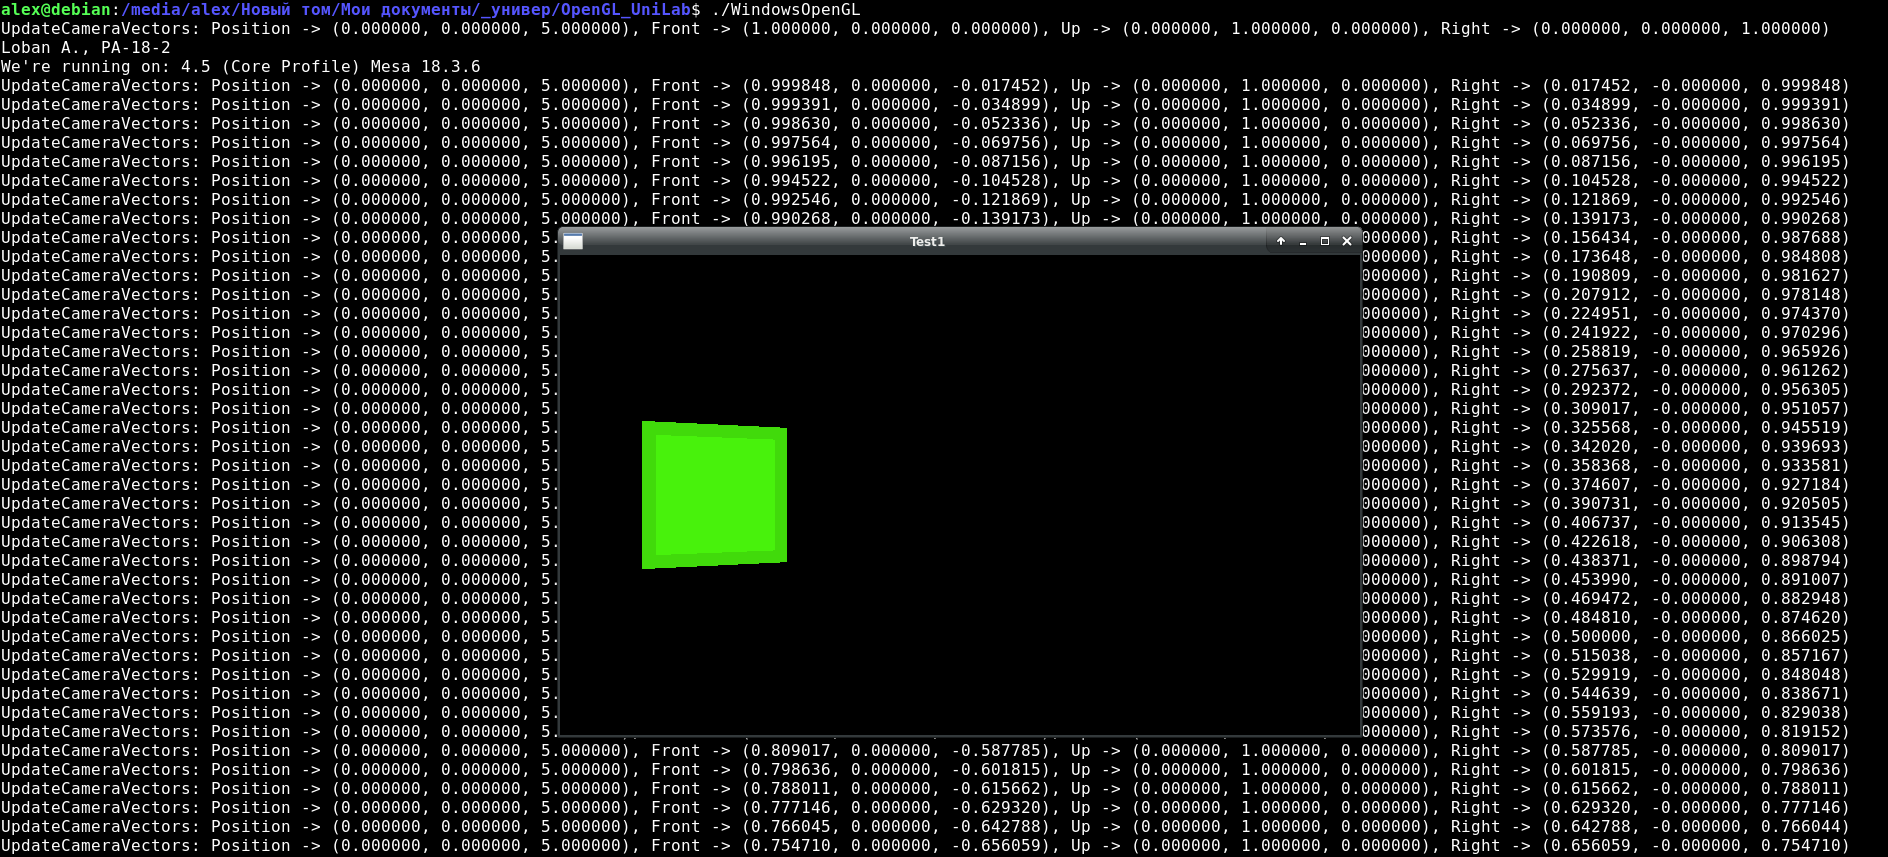 alex@debian:/media/alex/Новый том/Мои документы/_универ/OpenGL_UniLab$ ./WindowsOpenGL
UpdateCameraVectors: Position -> (0.000000, 0.000000, 5.000000), Front -> (1.000000, 0.000000, 0.000000), Up -> (0.000000, 1.000000, 0.000000), Right -> (0.000000, 0.000000, 1.000000)
Loban A., PA-18-2
We're running on: 4.5 (Core Profile) Mesa 18.3.6
UpdateCameraVectors: Position -> (0.000000, 0.000000, 5.000000), Front -> (0.999848, 0.000000, -0.017452), Up -> (0.000000, 1.000000, 0.000000), Right -> (0.017452, -0.000000, 0.999848)
UpdateCameraVectors: Position -> (0.000000, 0.000000, 5.000000), Front -> (0.999391, 0.000000, -0.034899), Up -> (0.000000, 1.000000, 0.000000), Right -> (0.034899, -0.000000, 0.999391)
UpdateCameraVectors: Position -> (0.000000, 0.000000, 5.000000), Front -> (0.998630, 0.000000, -0.052336), Up -> (0.000000, 1.000000, 0.000000), Right -> (0.052336, -0.000000, 0.998630)
UpdateCameraVectors: Position -> (0.000000, 0.000000, 5.000000), Front -> (0.997564, 0.000000, -0.069756), Up -> (0.000000, 1.000000, 0.000000), Right -> (0.069756, -0.000000, 0.997564)
UpdateCameraVectors: Position -> (0.000000, 0.000000, 5.000000), Front -> (0.996195, 0.000000, -0.087156), Up -> (0.000000, 1.000000, 0.000000), Right -> (0.087156, -0.000000, 0.996195)
UpdateCameraVectors: Position -> (0.000000, 0.000000, 5.000000), Front -> (0.994522, 0.000000, -0.104528), Up -> (0.000000, 1.000000, 0.000000), Right -> (0.104528, -0.000000, 0.994522)
UpdateCameraVectors: Position -> (0.000000, 0.000000, 5.000000), Front -> (0.992546, 0.000000, -0.121869), Up -> (0.000000, 1.000000, 0.000000), Right -> (0.121869, -0.000000, 0.992546)
UpdateCameraVectors: Position -> (0.000000, 0.000000, 5.000000), Front -> (0.990268, 0.000000, -0.139173), Up -> (0.000000, 1.000000, 0.000000), Right -> (0.139173, -0.000000, 0.990268)
UpdateCameraVectors: Position -> (0.000000, 0.000000, 5. Test1 000000), Right -> (0.156434, -0.000000, 0.987688)
UpdateCameraVectors: Position -> (0.000000, 0.000000, 5. 000000), Right -> (0.173648, -0.000000, 0.984808)
UpdateCameraVectors: Position -> (0.000000, 0.000000, 5. 000000), Right -> (0.190809, -0.000000, 0.981627)
UpdateCameraVectors: Position -> (0.000000, 0.000000, 5. 000000), Right -> (0.207912, -0.000000, 0.978148)
UpdateCameraVectors: Position -> (0.000000, 0.000000, 5. 000000), Right -> (0.224951, -0.000000, 0.974370)
UpdateCameraVectors: Position -> (0.000000, 0.000000, 5. 000000), Right -> (0.241922, -0.000000, 0.970296)
UpdateCameraVectors: Position -> (0.000000, 0.000000, 5. 000000), Right -> (0.258819, -0.000000, 0.965926)
UpdateCameraVectors: Position -> (0.000000, 0.000000, 5. 000000), Right -> (0.275637, -0.000000, 0.961262)
UpdateCameraVectors: Position -> (0.000000, 0.000000, 5. 000000), Right -> (0.292372, -0.000000, 0.956305)
UpdateCameraVectors: Position -> (0.000000, 0.000000, 5. 000000), Right -> (0.309017, -0.000000, 0.951057)
UpdateCameraVectors: Position -> (0.000000, 0.000000, 5. 000000), Right -> (0.325568, -0.000000, 0.945519)
UpdateCameraVectors: Position -> (0.000000, 0.000000, 5. 000000), Right -> (0.342020, -0.000000, 0.939693)
UpdateCameraVectors: Position -> (0.000000, 0.000000, 5. 000000), Right -> (0.358368, -0.000000, 0.933581)
UpdateCameraVectors: Position -> (0.000000, 0.000000, 5. 000000), Right -> (0.374607, -0.000000, 0.927184)
UpdateCameraVectors: Position -> (0.000000, 0.000000, 5. 000000), Right -> (0.390731, -0.000000, 0.920505)
UpdateCameraVectors: Position -> (0.000000, 0.000000, 5. 000000), Right -> (0.406737, -0.000000, 0.913545)
UpdateCameraVectors: Position -> (0.000000, 0.000000, 5. 000000), Right -> (0.422618, -0.000000, 0.906308)
UpdateCameraVectors: Position -> (0.000000, 0.000000, 5. 000000), Right -> (0.438371, -0.000000, 0.898794)
UpdateCameraVectors: Position -> (0.000000, 0.000000, 5. 000000), Right -> (0.453990, -0.000000, 0.891007)
UpdateCameraVectors: Position -> (0.000000, 0.000000, 5. 000000), Right -> (0.469472, -0.000000, 0.882948)
UpdateCameraVectors: Position -> (0.000000, 0.000000, 5. 000000), Right -> (0.484810, -0.000000, 0.874620)
UpdateCameraVectors: Position -> (0.000000, 0.000000, 5. 000000), Right -> (0.500000, -0.000000, 0.866025)
UpdateCameraVectors: Position -> (0.000000, 0.000000, 5. 000000), Right -> (0.515038, -0.000000, 0.857167)
UpdateCameraVectors: Position -> (0.000000, 0.000000, 5. 000000), Right -> (0.529919, -0.000000, 0.848048)
UpdateCameraVectors: Position -> (0.000000, 0.000000, 5. 000000), Right -> (0.544639, -0.000000, 0.838671)
UpdateCameraVectors: Position -> (0.000000, 0.000000, 5. 000000), Right -> (0.559193, -0.000000, 0.829038)
UpdateCameraVectors: Position -> (0.000000, 0.000000, 5. 000000), Right -> (0.573576, -0.000000, 0.819152)
UpdateCameraVectors: Position -> (0.000000, 0.000000, 5.000000), Front -> (0.809017, 0.000000, -0.587785), Up -> (0.000000, 1.000000, 0.000000), Right -> (0.587785, -0.000000, 0.809017)
UpdateCameraVectors: Position -> (0.000000, 0.000000, 5.000000), Front -> (0.798636, 0.000000, -0.601815), Up -> (0.000000, 1.000000, 0.000000), Right -> (0.601815, -0.000000, 0.798636)
UpdateCameraVectors: Position -> (0.000000, 0.000000, 5.000000), Front -> (0.788011, 0.000000, -0.615662), Up -> (0.000000, 1.000000, 0.000000), Right -> (0.615662, -0.000000, 0.788011)
UpdateCameraVectors: Position -> (0.000000, 0.000000, 5.000000), Front -> (0.777146, 0.000000, -0.629320), Up -> (0.000000, 1.000000, 0.000000), Right -> (0.629320, -0.000000, 0.777146)
UpdateCameraVectors: Position -> (0.000000, 0.000000, 5.000000), Front -> (0.766045, 0.000000, -0.642788), Up -> (0.000000, 1.000000, 0.000000), Right -> (0.642788, -0.000000, 0.766044)
UpdateCameraVectors: Position -> (0.000000, 0.000000, 5.000000), Front -> (0.754710, 0.000000, -0.656059), Up -> (0.000000, 1.000000, 0.000000), Right -> (0.656059, -0.000000, 0.754710)